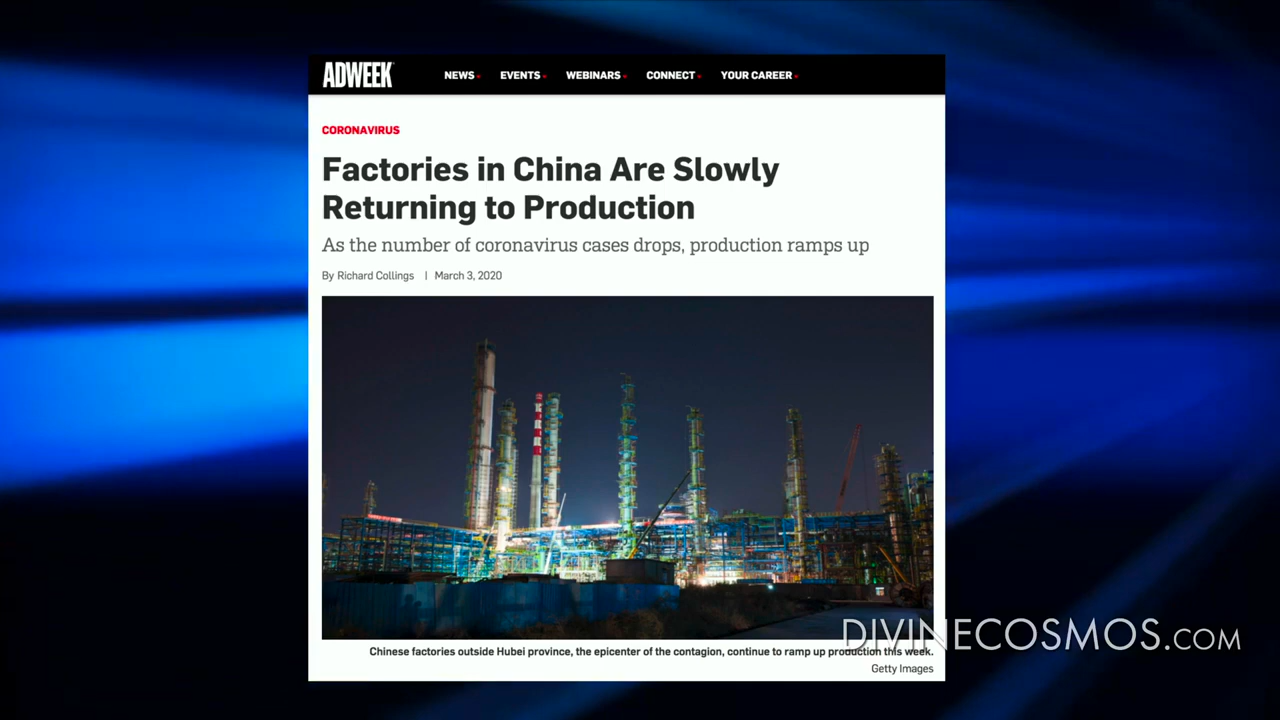 ADWEEK
NEWS EVENTS WEBINARS CONNECT YOUR CAREER
CORONAVIRUS
Factories in China Are Slowly
Returning to Production
As the number of coronavirus cases drops, production ramps up
By Richard Collings | March 3, 2020
Chinese factories outside Hubei province, the epicenter of the contagion, continue to ramp up production this week.
Getty Images
DIVINECOSMOS.COM